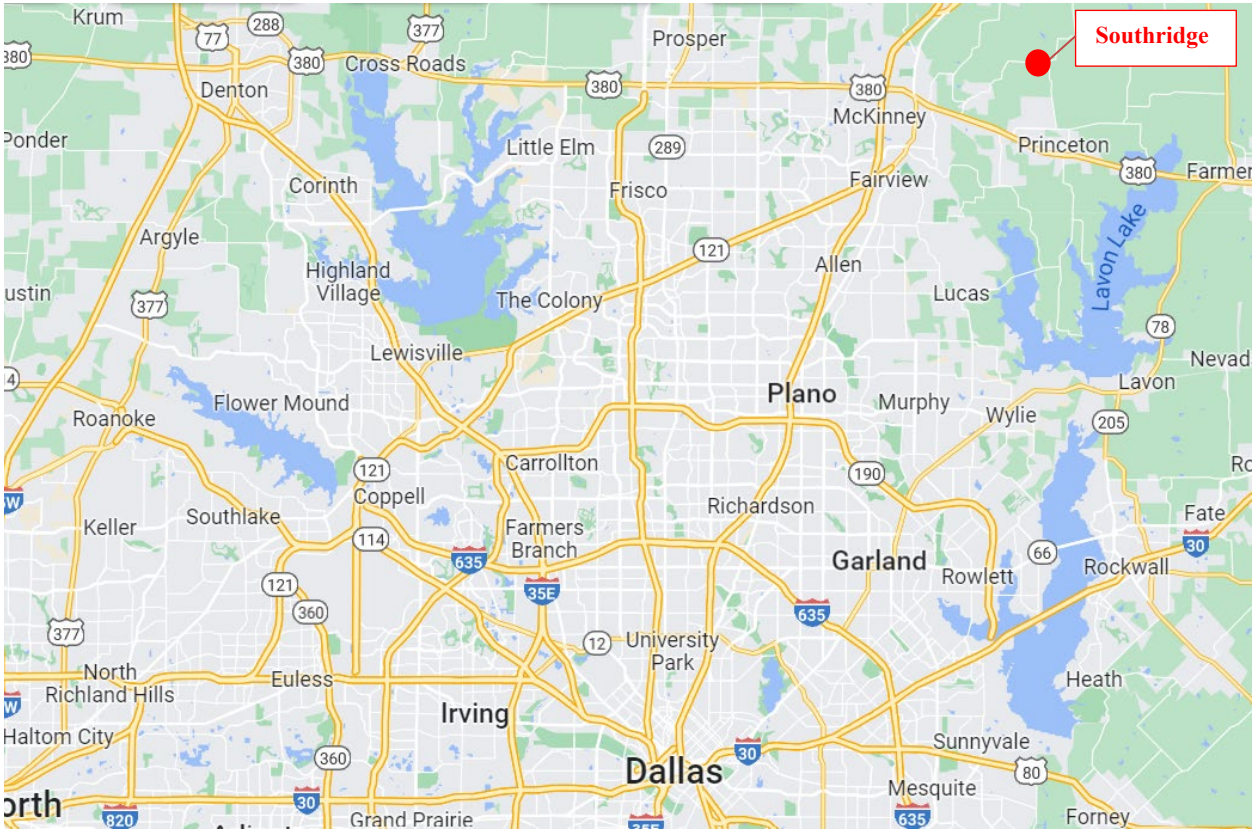 Krum
288
377
Prosper
Southridge
77
380
380
Cross Roads
380
380
Denton
McKinney
Ponder
Little Elm
289
Princeton
380
Farmer
Corinth
Frisco
Fairview
Argyle
121
Highland
Village
Allen
Lavon Lake
ustin
377
The Colony
Lucas
78
Lewisville
Nevad
14
Plano
Lavon
Flower Mound
Murphy
Wylie
Roanoke
205
121
Carrollton
190
Ro
Coppell
5W
Richardson
Southlake
Keller
Farmers
Branch
114
Fate
30
635
Garland
66
Rockwall
35E
Rowlett
121
360
635
377
12
University
Park
North
Richland Hills
Euless
Heath
W
Irving
Haltom City
Sunnyvale
30
360
Dallas
80
Mesquite
orth
30
820
Grand Prairie
35E
635
Forney